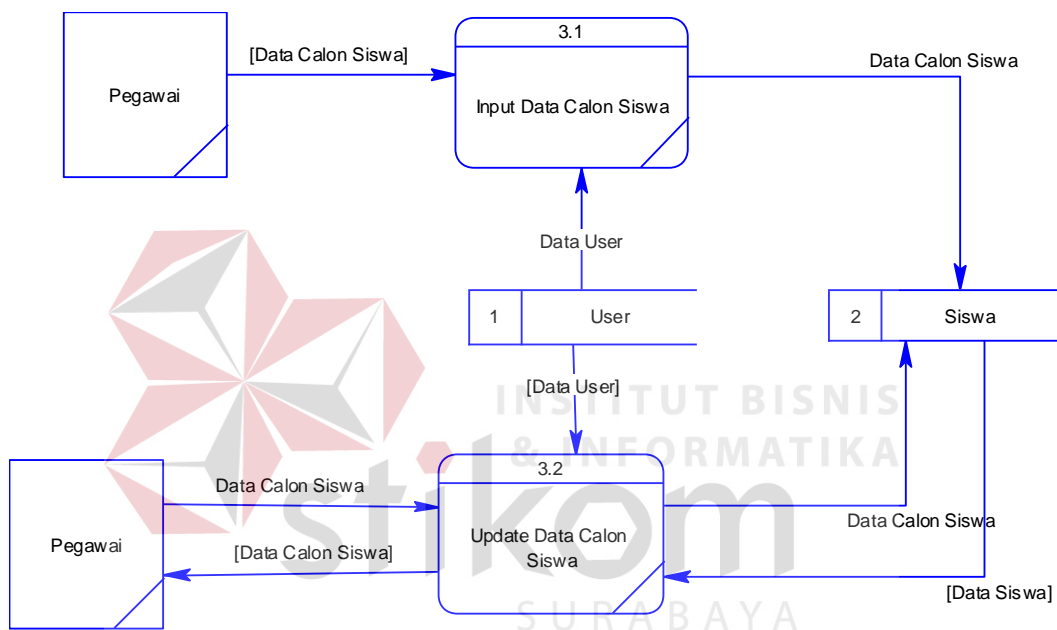 3.1
[Data Calon Siswa]
Data Calon Siswa
Pegawai
Input Data Calon Siswa
Data User
1
User
2
Siswa
[Data User]
INSTITUT BISNIS
& INFORMATIKA
3.2
Data Calon Siswa
stikom
Data Calon Siswa
Pegawai
Update Data Calon
Siswa
[Data Calon Siswa]
[Data Siswa]
SURABAYA